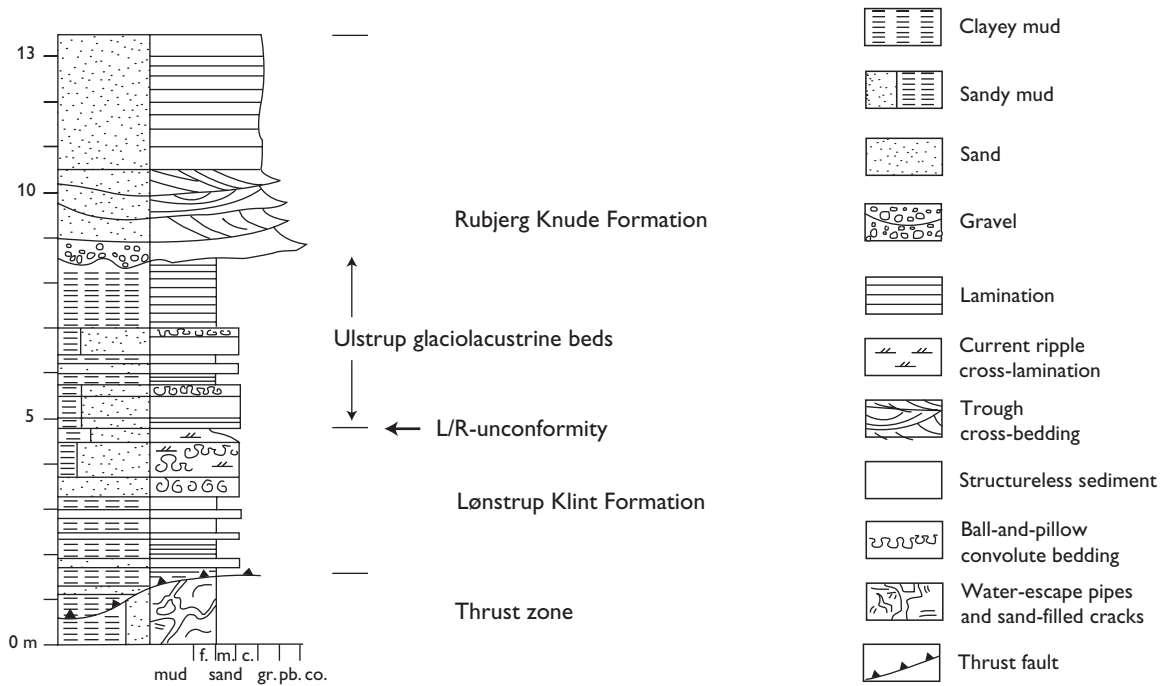 13
10
5
0 m
f. m. c.
mud sand gr. pb. co.
Rubjerg Knude Formation
Ulstrup glaciolacustrine beds
L/R-unconformity
Lønstrup Klint Formation
Thrust zone
Clayey mud
Sandy mud
Sand
Gravel
Lamination
Current ripple
cross-lamination
Trough
cross-bedding
Structureless sediment
Ball-and-pillow
convolute bedding
Water-escape pipes
and sand-filled cracks
Thrust fault